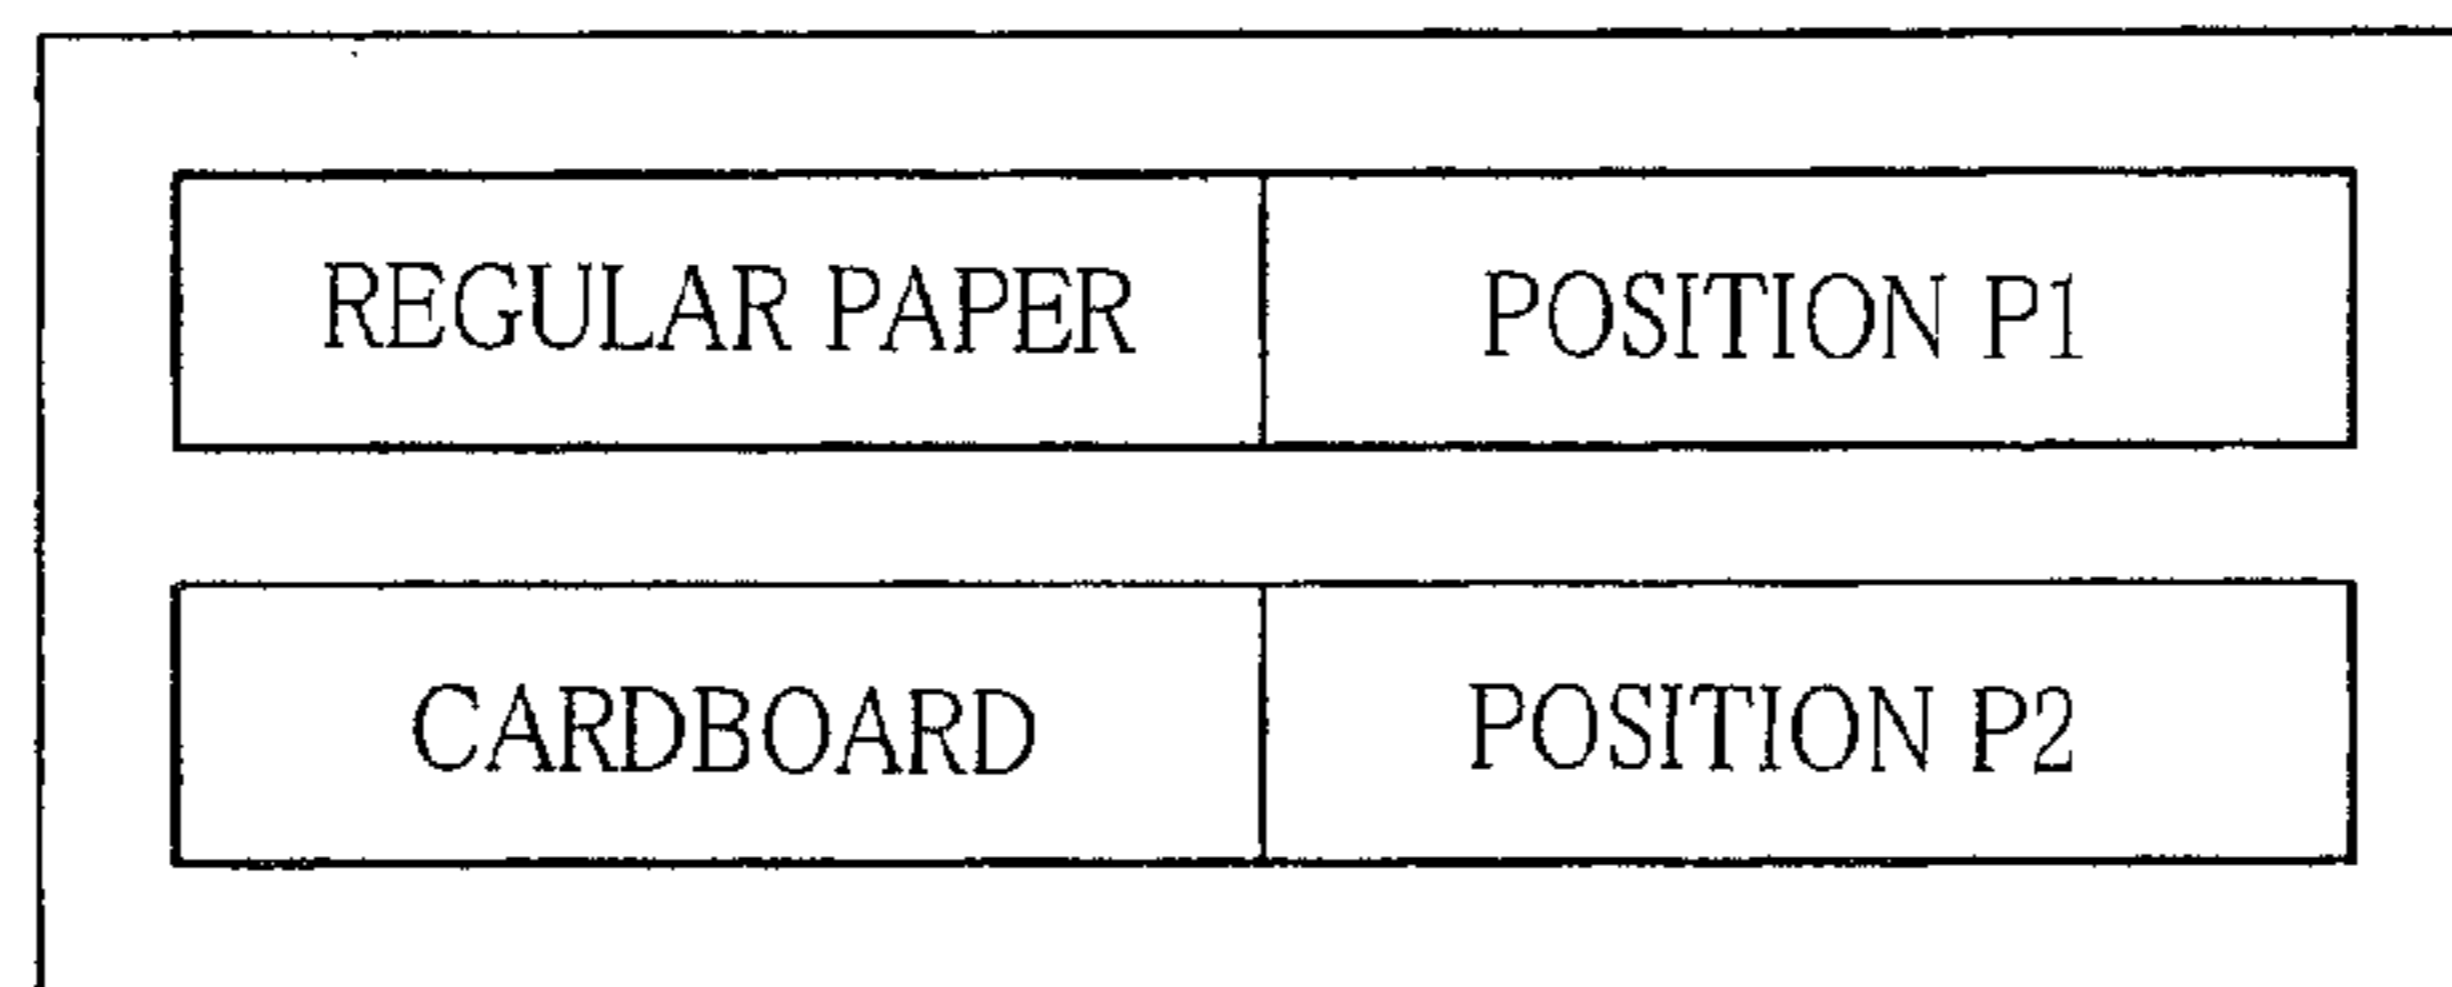 REGULAR PAPER POSITION P1
CARDBOARD POSITION P2